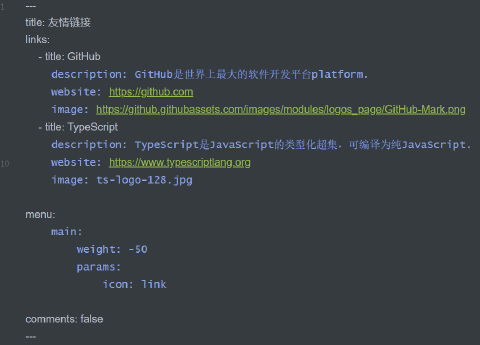 1
---
title: 友情链接
links:
- title: GitHub
description: GitHub是世界上最大的软件开发平台platform.
website: https://github.com
image: https://github.githubassets.com/images/modules/logos_page/GitHub-Mark.png
- title: TypeScript
description: TypeScript是JavaScript的类型化超集，可编译为纯JavaScript.
10 website: https://www.typescriptlang.org
image: ts-logo-128.jpg
menu:
main:
weight: -50
params:
icon: link
comments: false
---